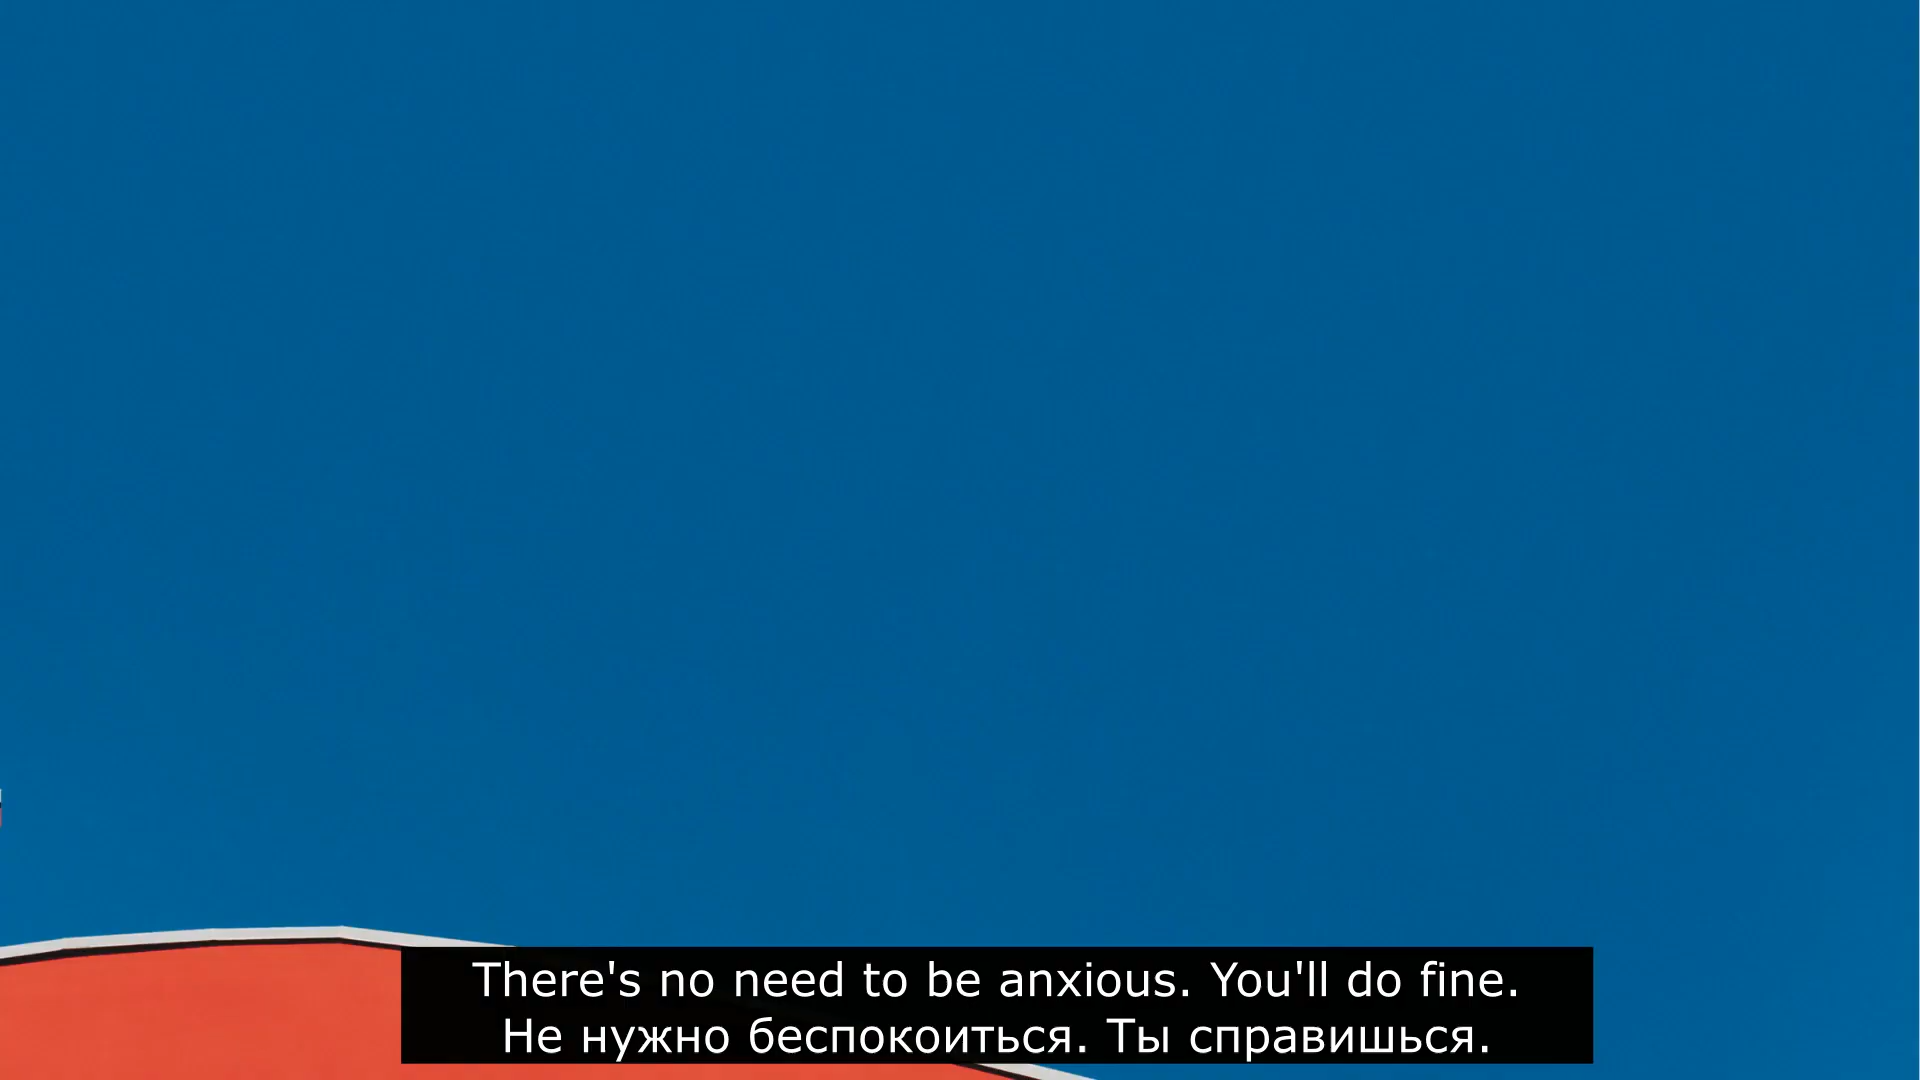 There's no need to be anxious. You'll do fine.
Не нужно беспокоиться. Ты справишься.